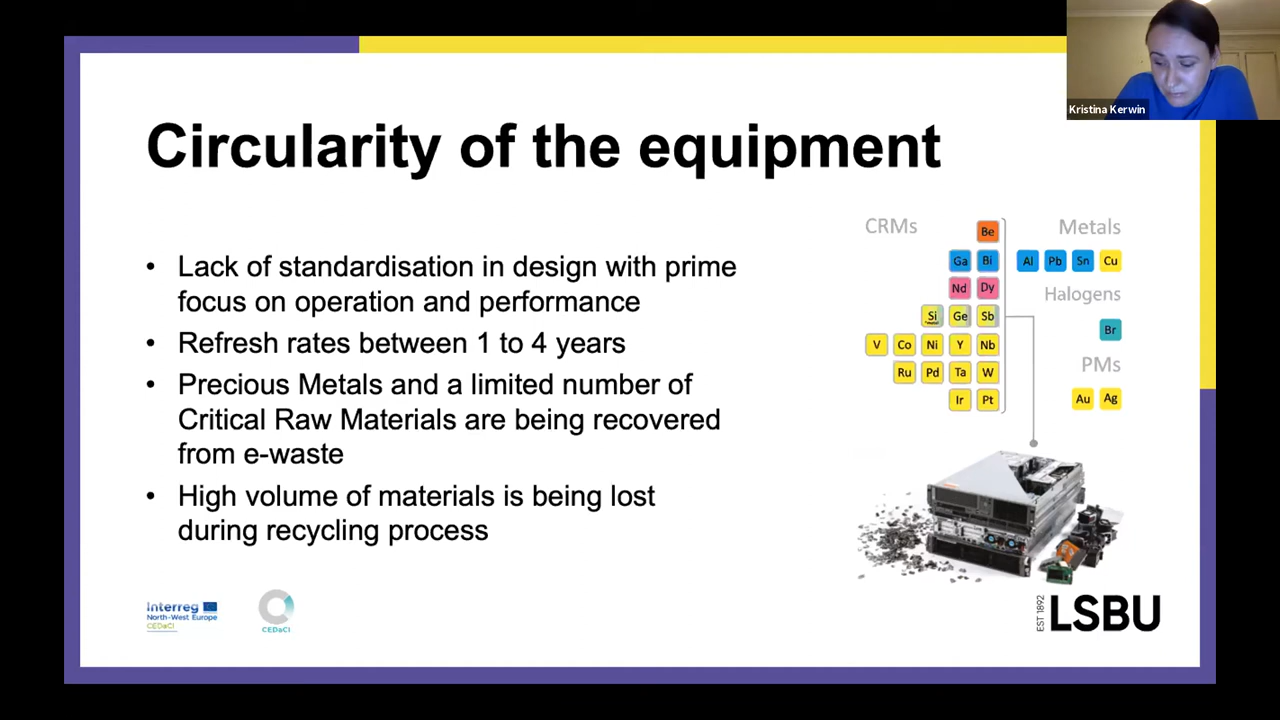 Kristina Kerwin
Circularity of the equipment
• Lack of standardisation in design with prime
focus on operation and performance
• Refresh rates between 1 to 4 years
• Precious Metals and a limited number of
Critical Raw Materials are being recovered
from e-waste
• High volume of materials is being lost
during recycling process
CRMs
Be
Ga Bi
Nd Dy
Si Ge Sb
V Co Ni Y Nb
Ru Pd Ta W
Ir Pt
Metals
Al Pb Sn Cu
Halogens
Br
PMs
Au Ag
Interreg
North-West Europe
CEDaCI
CEDaCI
EST 1892
LSBU